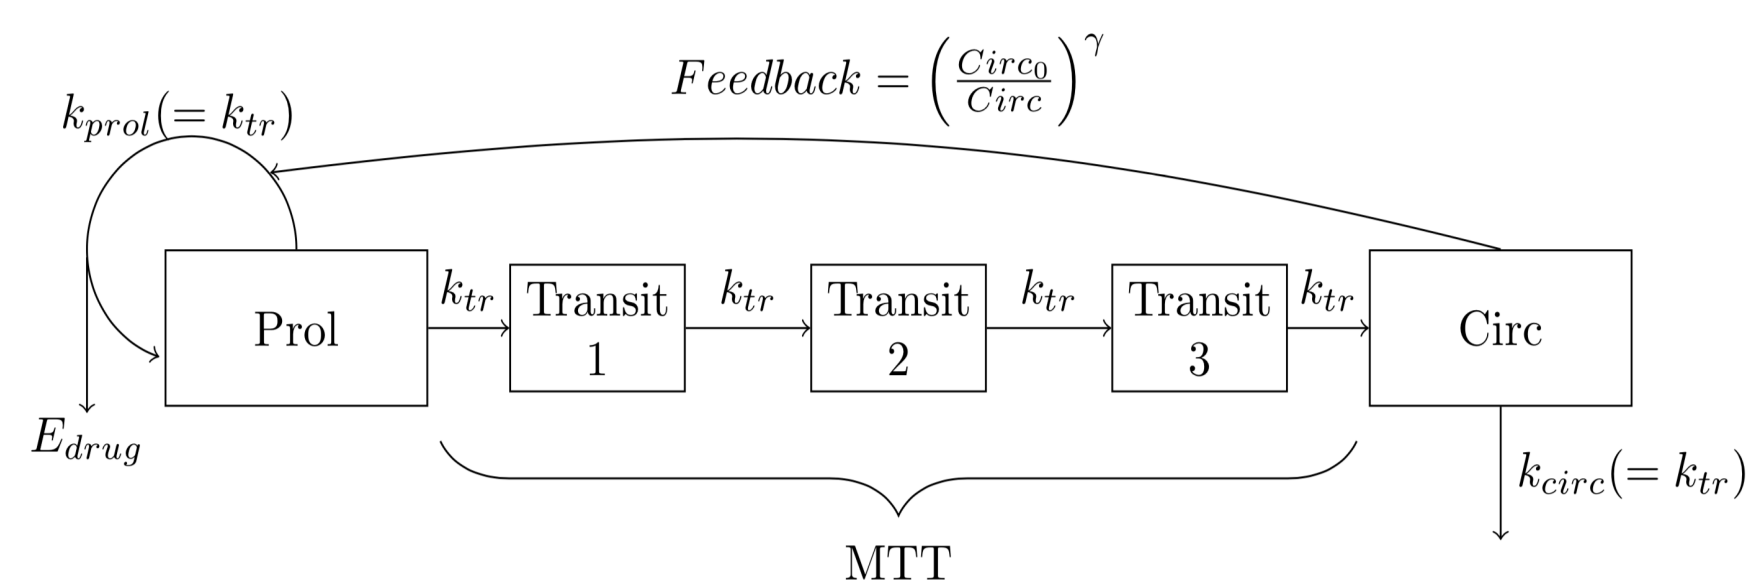 Feedback = (Circ₀/Circ)^γ
k_prol(= k_tr)
Prol
k_tr
Transit
1
k_tr
Transit
2
k_tr
Transit
3
k_tr
Circ
E_drug
k_circ(= k_tr)
MTT